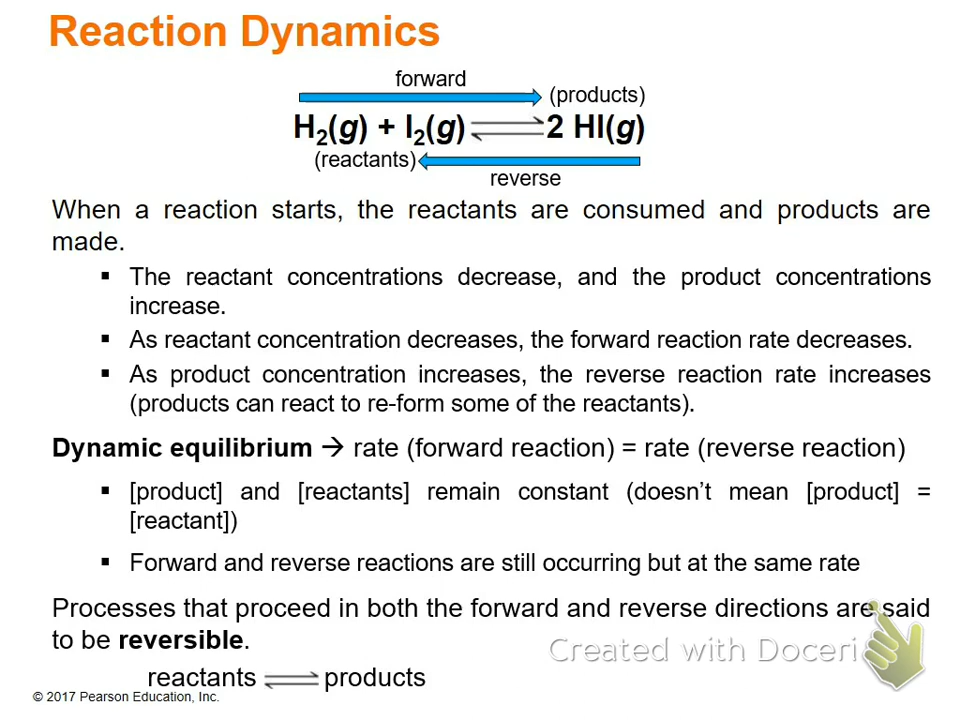 Reaction Dynamics
forward
(products)
H₂(g) + I₂(g) ⇌ 2 HI(g)
(reactants)
reverse
When a reaction starts, the reactants are consumed and products are
made.
▪ The reactant concentrations decrease, and the product concentrations
increase.
▪ As reactant concentration decreases, the forward reaction rate decreases.
▪ As product concentration increases, the reverse reaction rate increases
(products can react to re-form some of the reactants).
Dynamic equilibrium → rate (forward reaction) = rate (reverse reaction)
▪ [product] and [reactants] remain constant (doesn’t mean [product] =
[reactant])
▪ Forward and reverse reactions are still occurring but at the same rate
Processes that proceed in both the forward and reverse directions are said
to be reversible.
Created with Doceri
reactants ⇌ products
© 2017 Pearson Education, Inc.